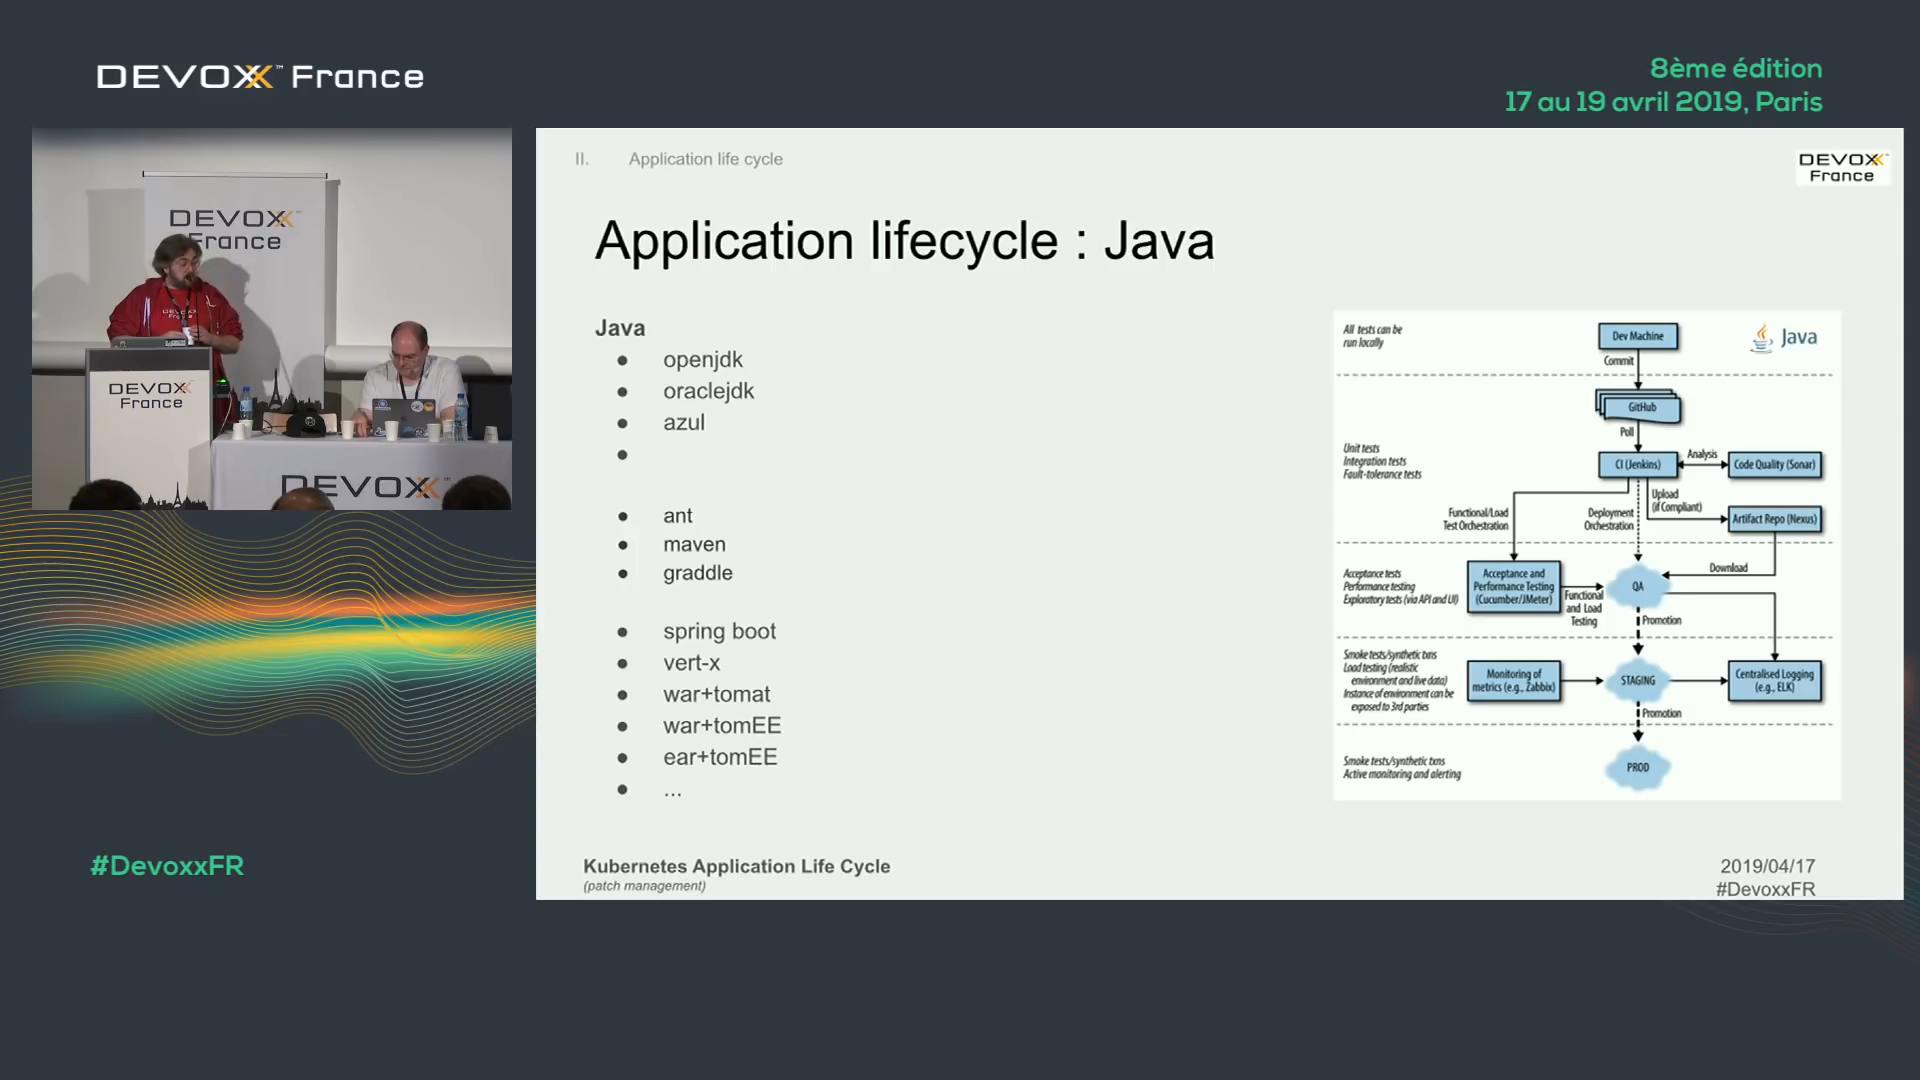 DEVOXX™ France
8ème édition
17 au 19 avril 2019, Paris
DEVOXX
France
DEVOXX
France
DEVOXX
DEVOXX
France
II. Application life cycle
DEVOXX
France
Application lifecycle : Java
Java
● openjdk
● oraclejdk
● azul
●
● ant
● maven
● graddle
● spring boot
● vert-x
● war+tomat
● war+tomEE
● ear+tomEE
● ...
All tests can be
run locally
Dev Machine
Java
Commit
GitHub
Poll
Unit tests
Integration tests
Fault-tolerance tests
CI (Jenkins)
Analysis
Code Quality (Sonar)
Upload
(if Compliant)
Functional/Load
Test Orchestration
Deployment
Orchestration
Artifact Repo (Nexus)
Acceptance tests
Performance testing
Exploratory tests (via API and UI)
Acceptance and
Performance Testing
(Cucumber/JMeter)
Functional
and Load
Testing
QA
Download
Promotion
Smoke tests/synthetic txns
Load testing (realistic
environment and live data)
Instance of environment can be
exposed to 3rd parties
Monitoring of
metrics (e.g., Zabbix)
STAGING
Centralised Logging
(e.g., ELK)
Promotion
Smoke tests/synthetic txns
Active monitoring and alerting
PROD
Kubernetes Application Life Cycle
(patch management)
2019/04/17
#DevoxxFR
#DevoxxFR